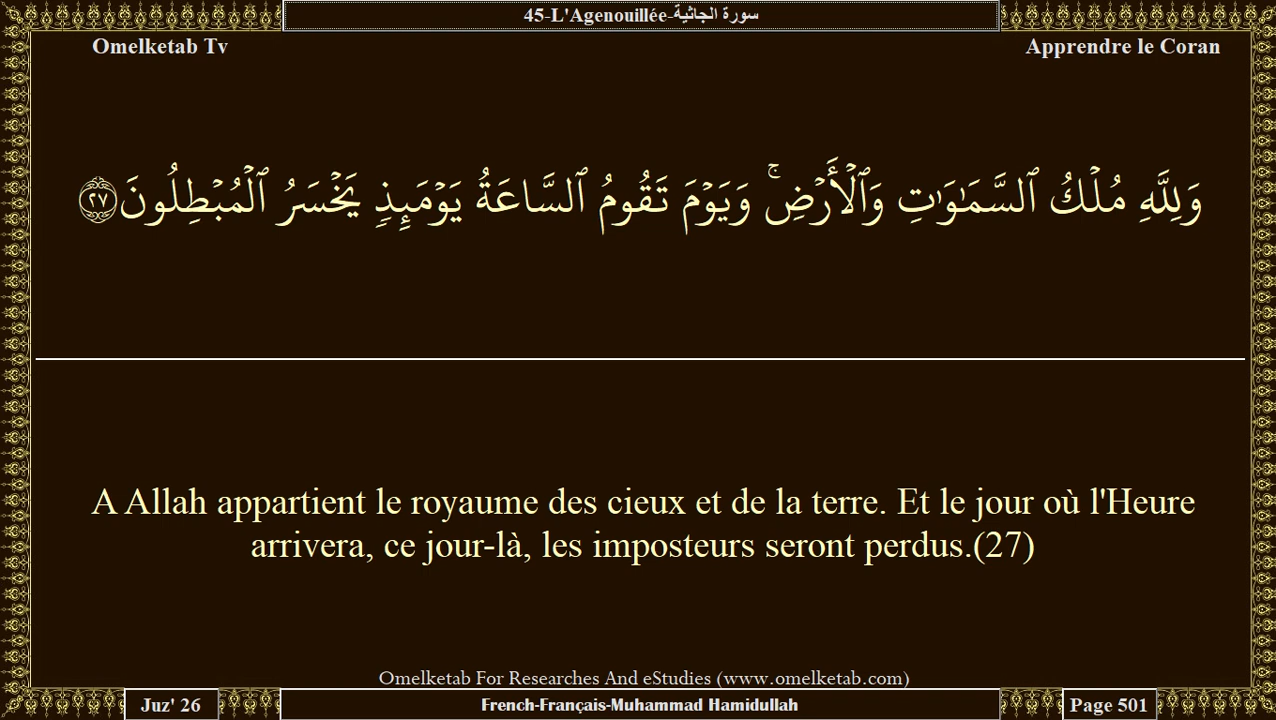 45-L'Agenouillée-سورة الجاثية
Omelketab Tv
Apprendre le Coran
وَلِلَّهِ مُلۡكُ ٱلسَّمَٰوَٰتِ وَٱلۡأَرۡضِۚ وَيَوۡمَ تَقُومُ ٱلسَّاعَةُ يَوۡمَئِذٖ يَخۡسَرُ ٱلۡمُبۡطِلُونَ ٢٧
A Allah appartient le royaume des cieux et de la terre. Et le jour où l'Heure
arrivera, ce jour-là, les imposteurs seront perdus.(27)
Omelketab For Researches And eStudies (www.omelketab.com)
Juz' 26
French-Français-Muhammad Hamidullah
Page 501